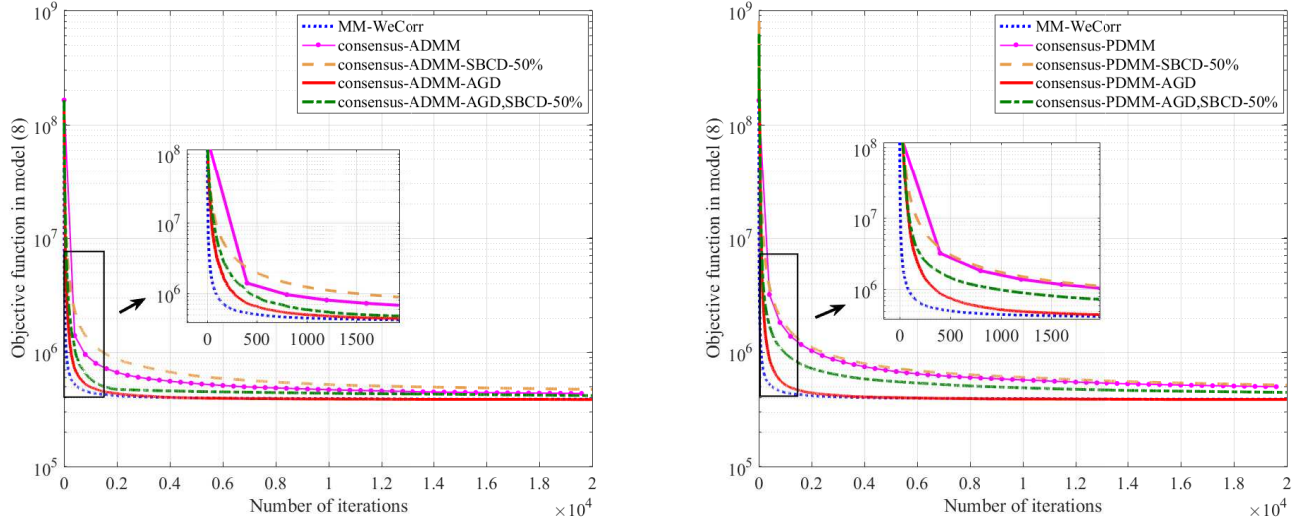 10^9
10^8
10^7
10^6
10^5
Objective function in model (8)
MM-WeCorr
consensus-ADMM
consensus-ADMM-SBCD-50%
consensus-ADMM-AGD
consensus-ADMM-AGD,SBCD-50%
10^8
10^7
10^6
0 500 1000 1500
0 0.2 0.4 0.6 0.8 1 1.2 1.4 1.6 1.8 2.0
Number of iterations
×10^4
10^9
10^8
10^7
10^6
10^5
Objective function in model (8)
MM-WeCorr
consensus-PDMM
consensus-PDMM-SBCD-50%
consensus-PDMM-AGD
consensus-PDMM-AGD,SBCD-50%
10^8
10^7
10^6
0 500 1000 1500
0 0.2 0.4 0.6 0.8 1 1.2 1.4 1.6 1.8 2
Number of iterations
×10^4